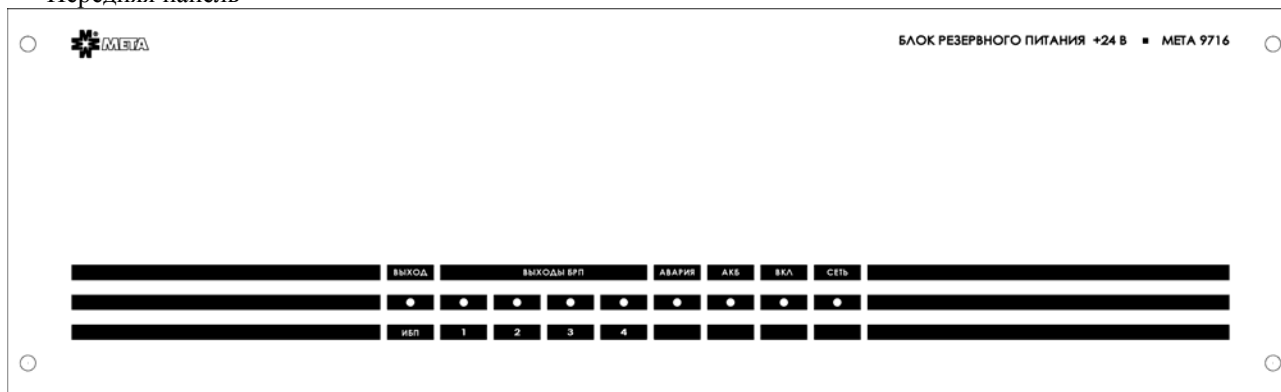 Передняя панель
МЕТА
БЛОК РЕЗЕРВНОГО ПИТАНИЯ +24 В ▪ МЕТА 9716
ВЫХОД ВЫХОДЫ БРП АВАРИЯ АКБ ВКЛ СЕТЬ
ИБП 1 2 3 4